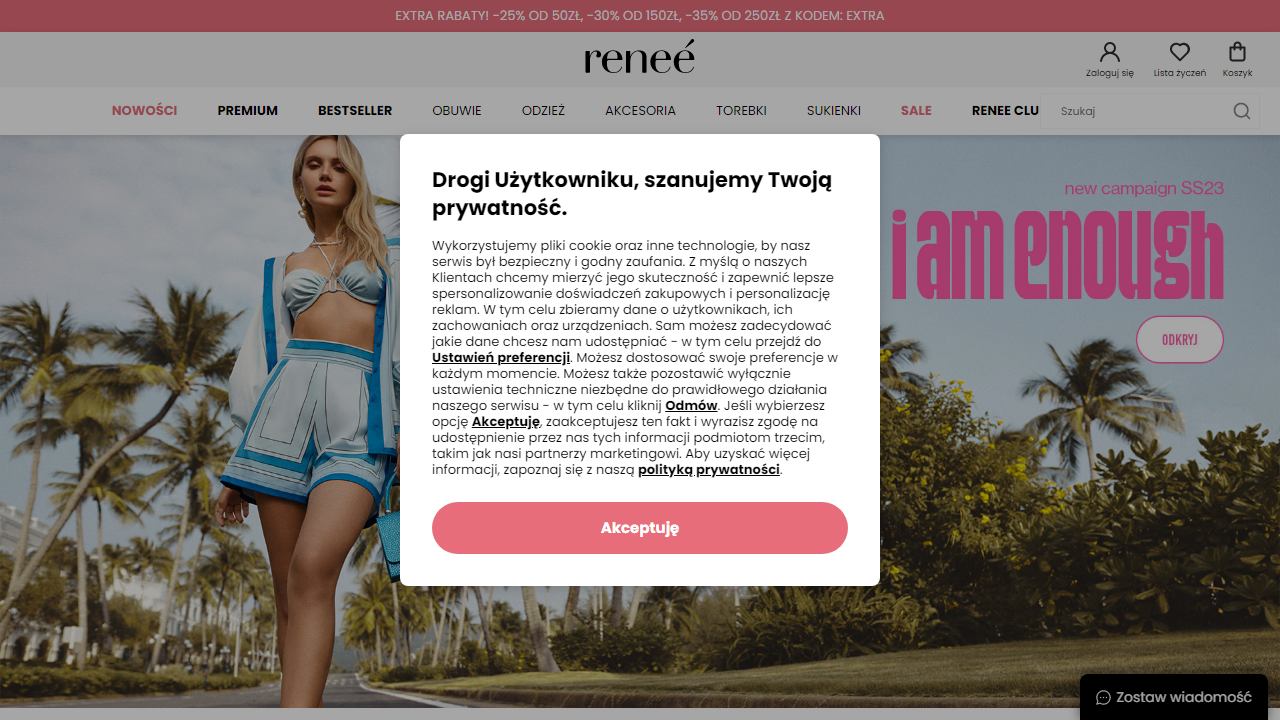 EXTRA RABATY! -25% OD 50ZŁ, -30% OD 150ZŁ, -35% OD 250ZŁ Z KODEM: EXTRA
reneé
Zaloguj się
Lista życzeń
Koszyk
NOWOŚCI PREMIUM BESTSELLER OBUWIE ODZIEŻ AKCESORIA TOREBKI SUKIENKI SALE RENEE CLU
Szukaj
new campaign SS23
i am enough
ODKRYJ
Drogi Użytkowniku, szanujemy Twoją
prywatność.
Wykorzystujemy pliki cookie oraz inne technologie, by nasz
serwis był bezpieczny i godny zaufania. Z myślą o naszych
Klientach chcemy mierzyć jego skuteczność i zapewnić lepsze
spersonalizowanie doświadczeń zakupowych i personalizację
reklam. W tym celu zbieramy dane o użytkownikach, ich
zachowaniach oraz urządzeniach. Sam możesz zadecydować
jakie dane chcesz nam udostępniać - w tym celu przejdź do
Ustawień preferencji. Możesz dostosować swoje preferencje w
każdym momencie. Możesz także pozostawić wyłącznie
ustawienia techniczne niezbędne do prawidłowego działania
naszego serwisu - w tym celu kliknij Odmów. Jeśli wybierzesz
opcję Akceptuję, zaakceptujesz ten fakt i wyrazisz zgodę na
udostępnienie przez nas tych informacji podmiotom trzecim,
takim jak nasi partnerzy marketingowi. Aby uzyskać więcej
informacji, zapoznaj się z naszą polityką prywatności.
Akceptuję
Zostaw wiadomość